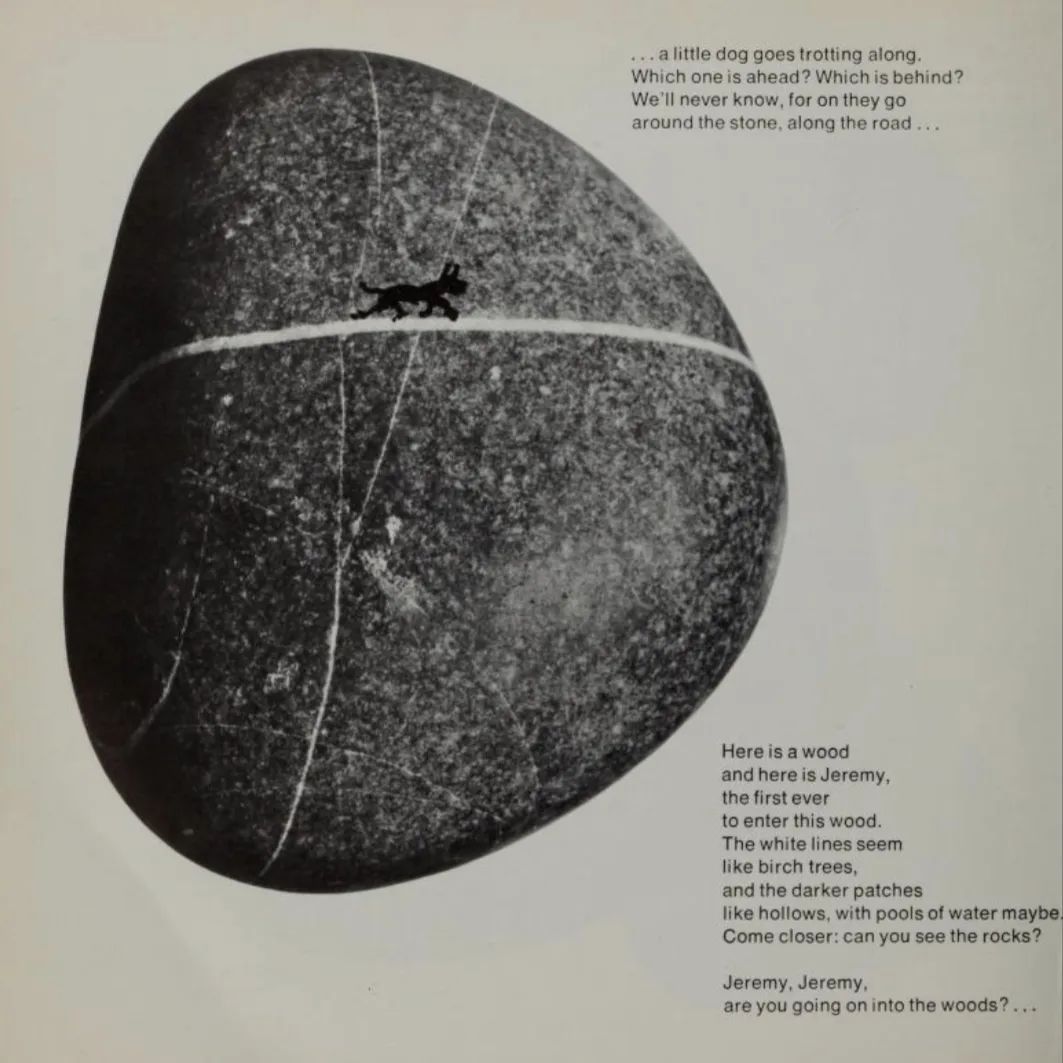 ...a little dog goes trotting along.
Which one is ahead? Which is behind?
We'll never know, for on they go
around the stone, along the road...
Here is a wood
and here is Jeremy,
the first ever
to enter this wood.
The white lines seem
like birch trees,
and the darker patches
like hollows, with pools of water maybe.
Come closer: can you see the rocks?
Jeremy, Jeremy,
are you going on into the woods?...